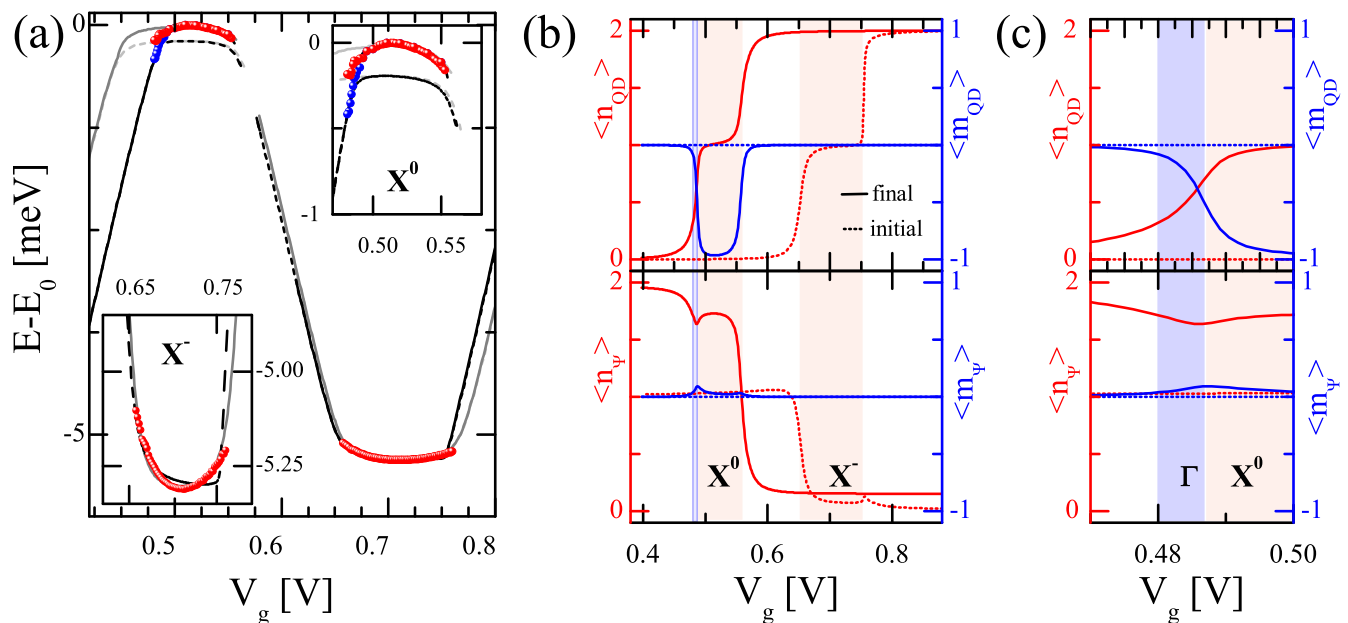 (a)
0
-5
E-E0 [meV]
0.5
0.6
0.7
0.8
Vg [V]
0
-1
X0
0.50
0.55
0.65
0.75
X-
-5.00
-5.25
(b)
2
0
<nQD>
1
-1
<mQD>
final
initial
2
0
<nΨ>
1
-1
<mΨ>
X0
X-
0.4
0.6
0.8
Vg [V]
(c)
2
0
<nQD>
1
-1
<mQD>
2
0
<nΨ>
1
-1
<mΨ>
Γ
X0
0.48
0.50
Vg [V]